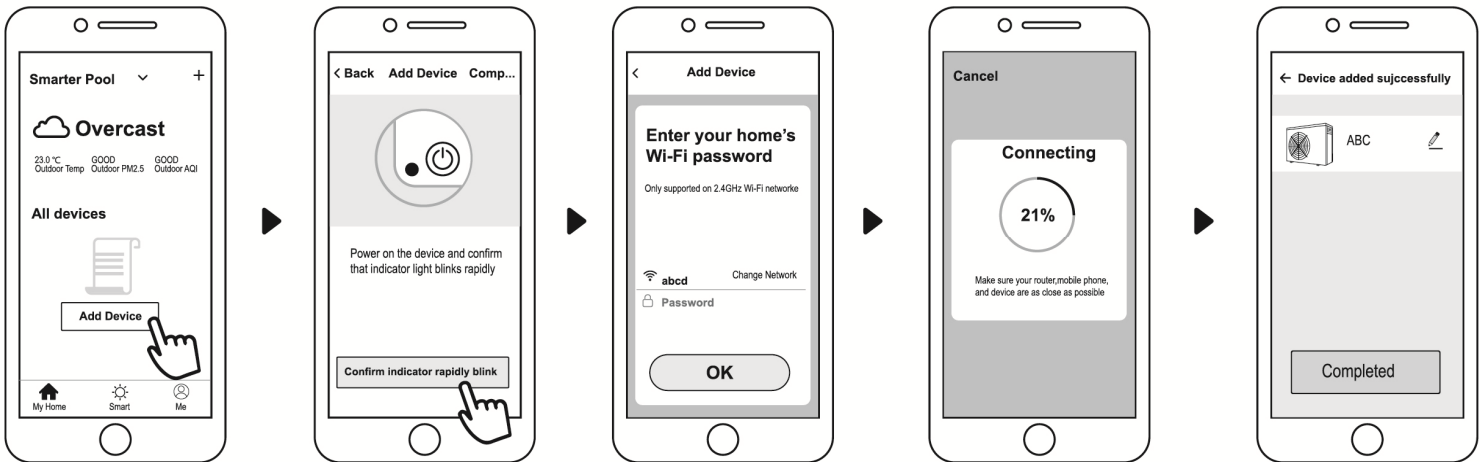 Smarter Pool
+
Overcast
23.0 ℃
Outdoor Temp
GOOD
Outdoor PM2.5
GOOD
Outdoor AQI
All devices
Add Device
My Home
Smart
Me
< Back Add Device Comp...
Power on the device and confirm
that indicator light blinks rapidly
Confirm indicator rapidly blink
< Add Device
Enter your home's
Wi-Fi password
Only supported on 2.4GHz Wi-Fi networke
abcd Change Network
Password
OK
Cancel
Connecting
21%
Make sure your router,mobile phone,
and device are as close as possible
← Device added sujccessfully
ABC
Completed